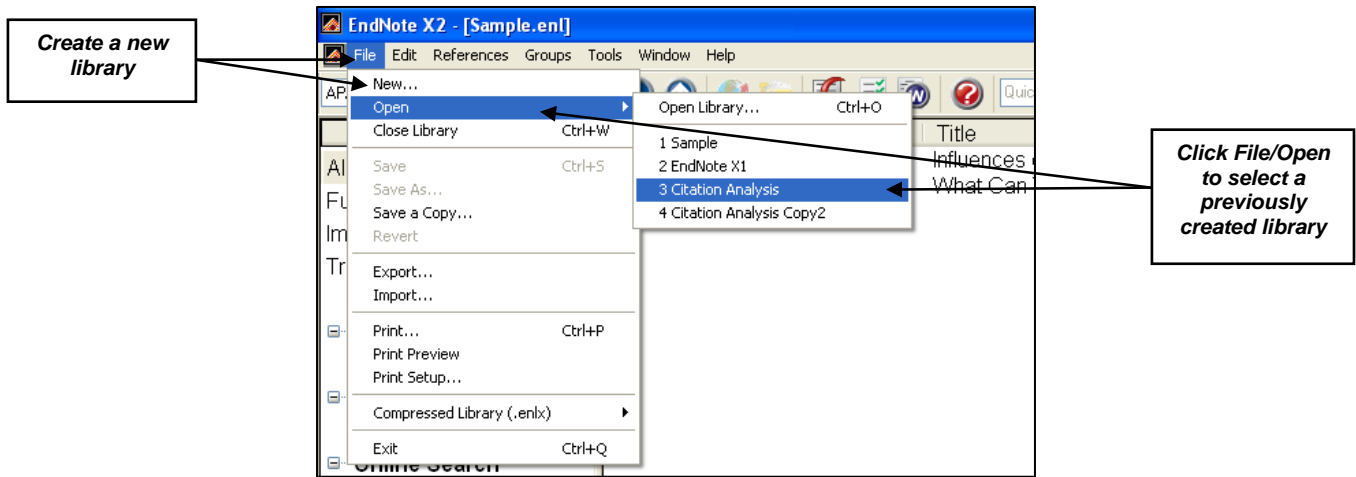 EndNote X2 - [Sample.enl]
Create a new
library
File Edit References Groups Tools Window Help
New...
Open
Close Library Ctrl+W
Save Ctrl+S
Save As...
Save a Copy...
Revert
Export...
Import...
Print... Ctrl+P
Print Preview
Print Setup...
Compressed Library (.enlx)
Exit Ctrl+Q
Open Library... Ctrl+O
1 Sample
2 EndNote X1
3 Citation Analysis
4 Citation Analysis Copy2
Title
Influences
What Can
Online Search
Click File/Open
to select a
previously
created library